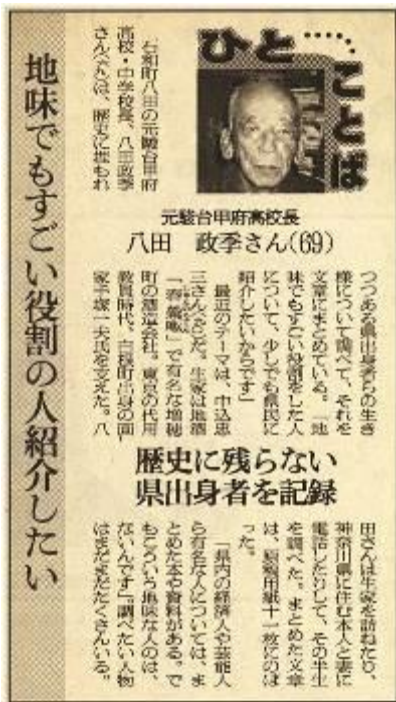 ひとことば
地味でもすごい役割の人紹介したい
元駿台甲府高校長
八田 政季さん(69)
歴史に残らない
県出身者を記録
石和町八田の元駿台甲府
高校・中学校長、八田政季
さん(69)は、歴史に埋もれ
つつある県出身者らの生き
様について調べて、それを
文章にまとめている。「地
味でもすごい役割をした人
について、少しでも県民に
紹介したいからです」
最近のテーマは、中込忠
三さんだ。生家は地酒
「春鶯囀」で有名な増穂
町の酒造会社。東京の代用
教員時代、白根町出身の画
家手塚一夫氏を支えた。八
田さんは生家を訪ねたり、
神奈川県に住む本人と妻に
電話したりして、その半生
を調べた。まとめた文章
は、原稿用紙十一枚にのぼ
った。
「県内の経済人や芸能人
ら有名な人については、ま
とめた本や資料がある。で
もこういう地味な人のは、
ないんです」。調べたい人物
はまだまだたくさんいる。